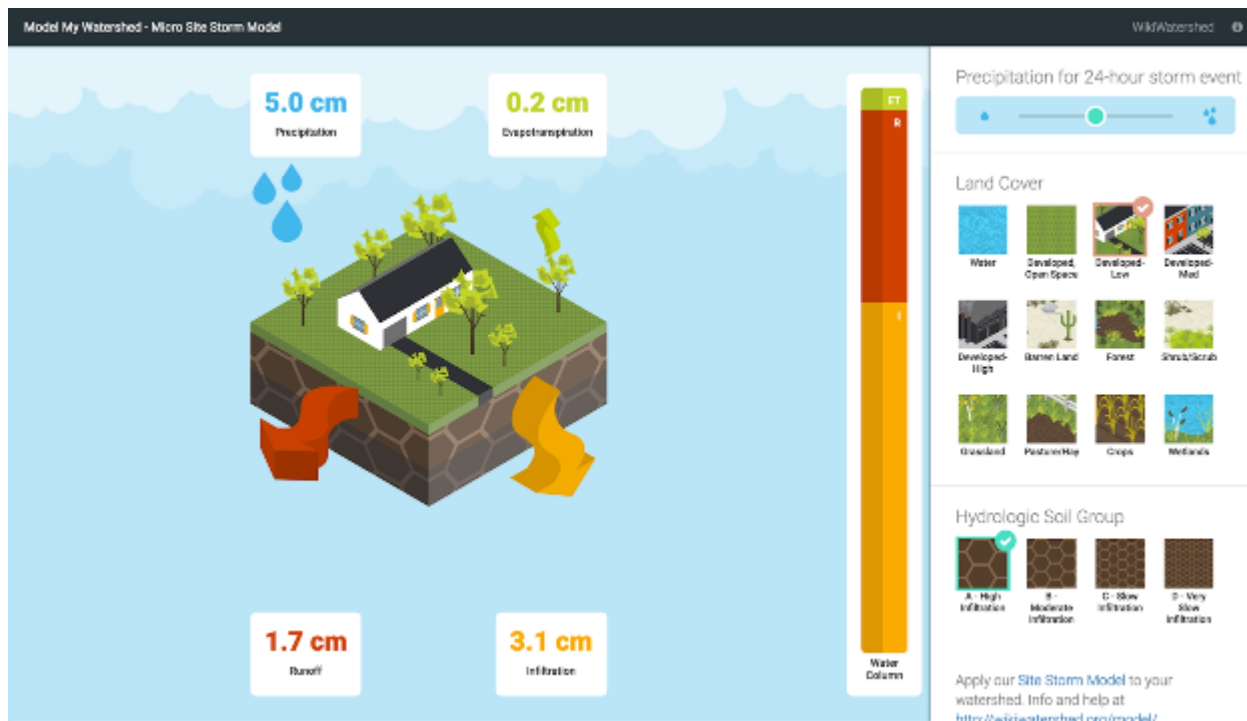 Model My Watershed - Micro Site Storm Model
WikiWatershed
5.0 cm
Precipitation
0.2 cm
Evapotranspiration
ET
R
I
Water
Column
1.7 cm
Runoff
3.1 cm
Infiltration
Precipitation for 24-hour storm event
Land Cover
Water
Developed,
Open Space
Developed-
Low
Developed-
Med
Developed-
High
Barren Land
Forest
Shrub/Scrub
Grassland
Pasture/Hay
Crops
Wetlands
Hydrologic Soil Group
A - High
Infiltration
B -
Moderate
Infiltration
C - Slow
Infiltration
D - Very
Slow
Infiltration
Apply our Site Storm Model to your
watershed. Info and help at
http://wikiwatershed.org/model/